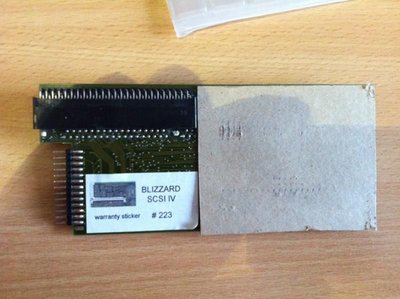 BLIZZARD
SCSI IV
warranty sticker # 223